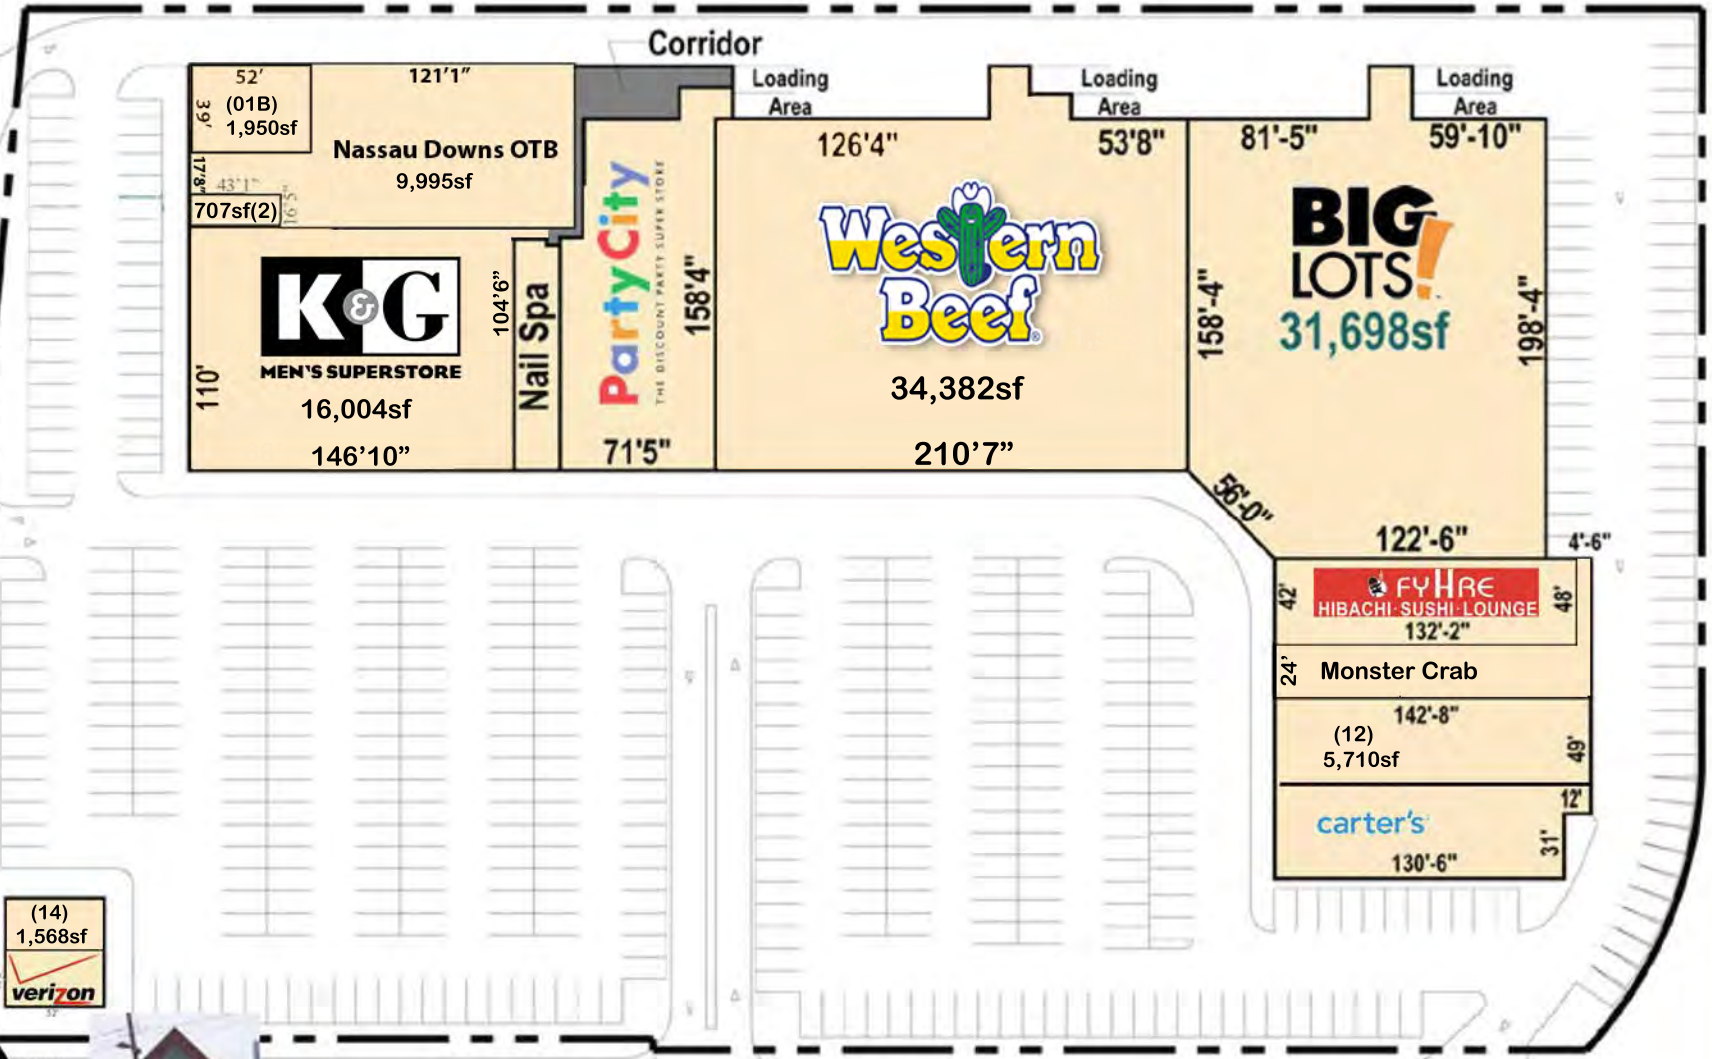 Corridor
52'
(01B)
1,950sf
39'
121'1"
Nassau Downs OTB
9,995sf
17'8"
43'1"
16'5"
707sf(2)
K&G
MEN'S SUPERSTORE
16,004sf
110'
146'10"
104'6"
Nail Spa
PartyCity
THE DISCOUNT PARTY SUPER STORE
158'4"
71'5"
Loading
Area
126'4"
Loading
Area
53'8"
Western
Beef
34,382sf
210'7"
Loading
Area
81'-5"
59'-10"
BIG
LOTS!
31,698sf
158'-4"
198'-4"
56'-0"
122'-6"
4'-6"
42'
FYHRE
HIBACHI·SUSHI·LOUNGE
48'
132'-2"
24'
Monster Crab
142'-8"
(12)
5,710sf
49'
12'
carter's
31'
130'-6"
(14)
1,568sf
verizon